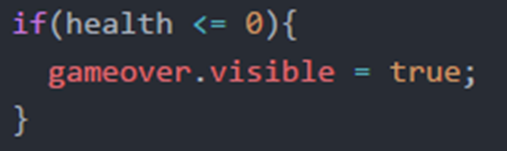 if(health <= 0){
  gameover.visible = true;
}